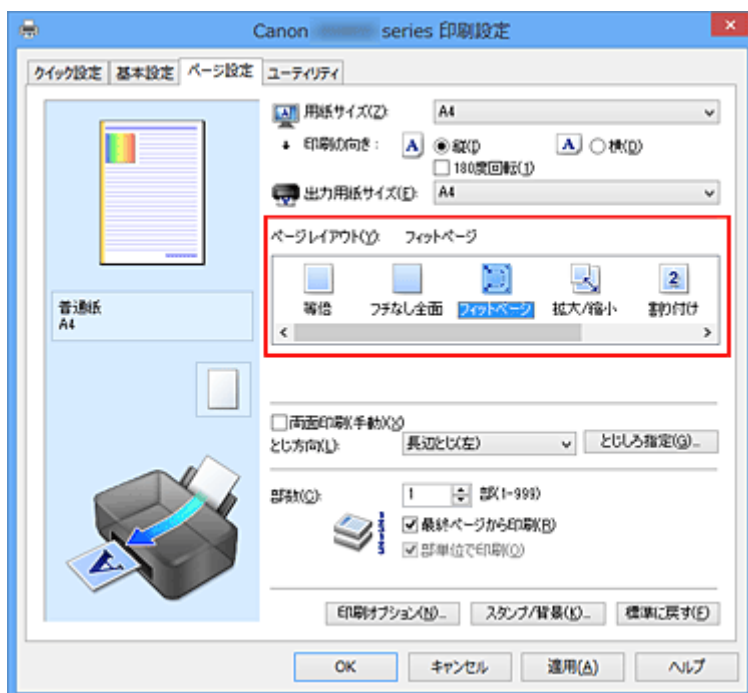 Canon series 印刷設定
クイック設定 基本設定 ページ設定 ユーティリティ
用紙サイズ(Z): A4
印刷の向き: A 縦(I) A 横(D)
180度回転(1)
出力用紙サイズ(E): A4
ページレイアウト(Y): フィットページ
等倍 フチなし全面 フィットページ 拡大/縮小 2 割り付け
普通紙
A4
両面印刷(手動)(X)
とじ方向(L): 長辺とじ(左) とじしろ指定(G)...
部数(C): 1 部(1-999)
最終ページから印刷(R)
部単位で印刷(O)
印刷オプション(N)... スタンプ/背景(K)... 標準に戻す(F)
OK キャンセル 適用(A) ヘルプ